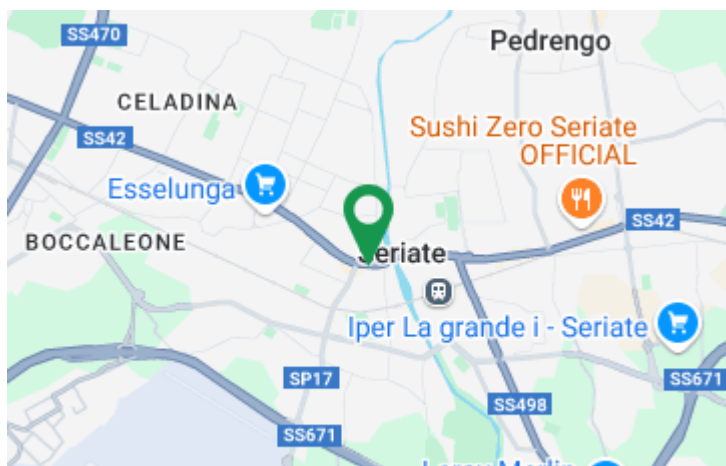 SS470
Pedrengo
CELADINA
Sushi Zero Seriate
OFFICIAL
SS42
Esselunga
SS42
BOCCALEONE
Seriate
Iper La grande i - Seriate
SP17
SS671
SS498
SS671